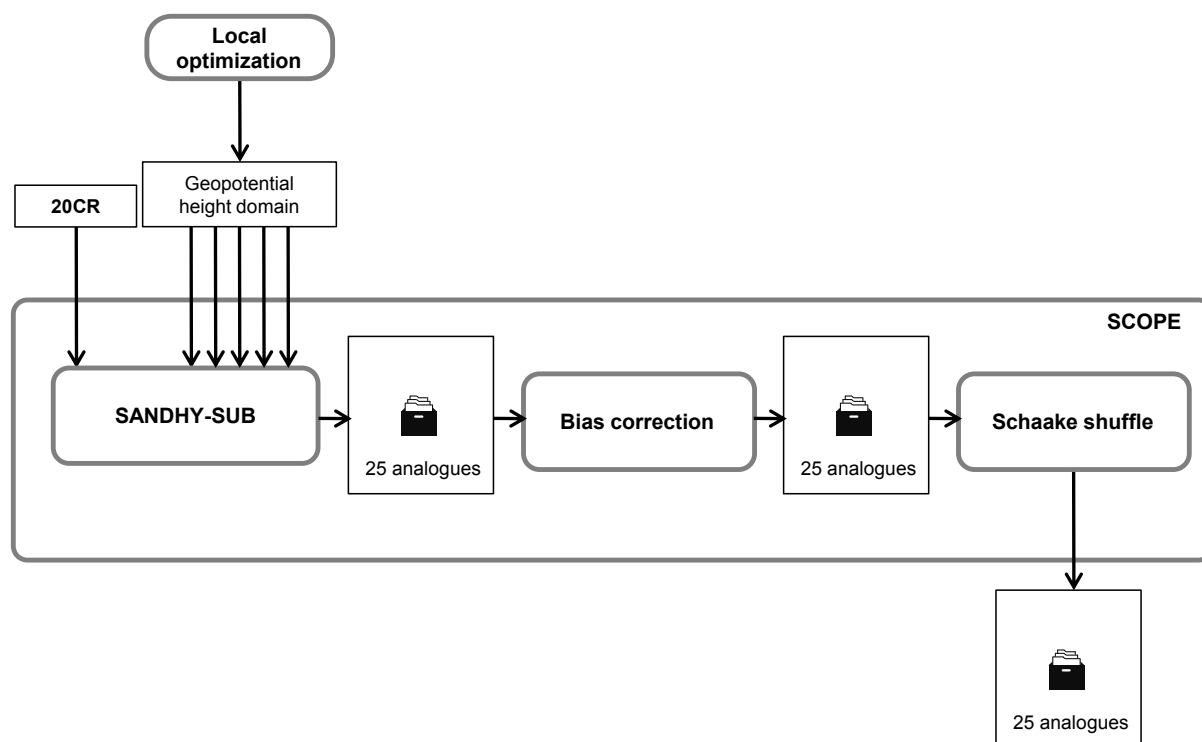 Local
optimization
Geopotential
height domain
20CR
SCOPE
SANDHY-SUB
25 analogues
Bias correction
25 analogues
Schaake shuffle
25 analogues